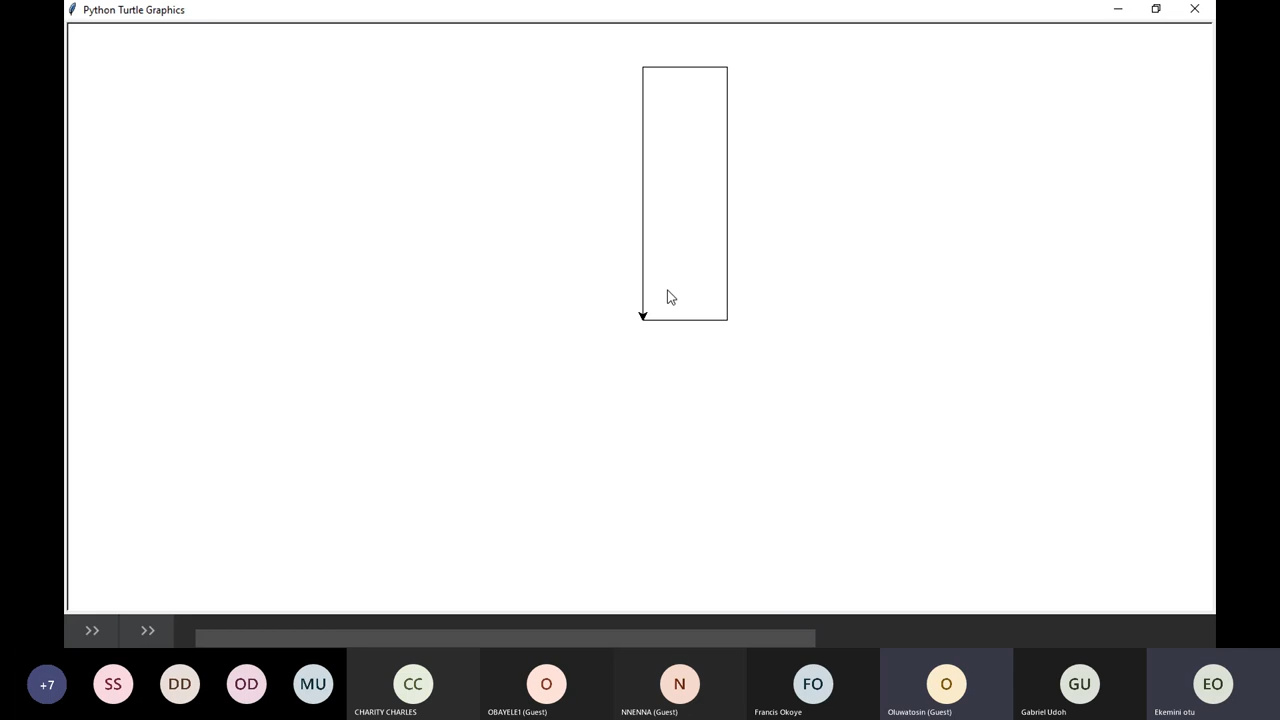 Python Turtle Graphics
+7
SS
DD
OD
MU
CC
O
N
FO
O
GU
EO
CHARITY CHARLES
OBAYELE1 (Guest)
NNENNA (Guest)
Francis Okoye
Oluwatosin (Guest)
Gabriel Udoh
Ekemini otu